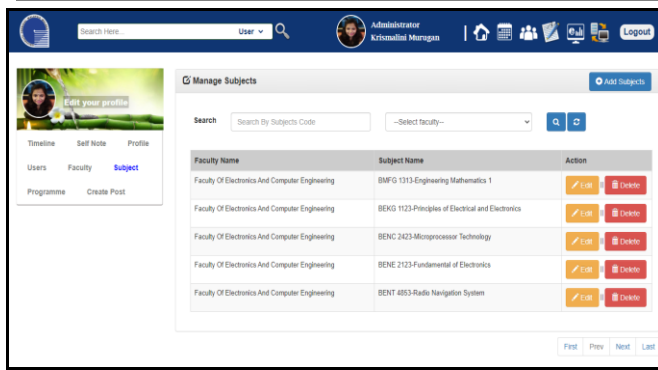 Search Here..
User
Administrator
Krismalini Murugan
Logout
Edit your profile
Timeline Self Note Profile
Users Faculty Subject
Programme Create Post
Manage Subjects
Add Subjects
Search
Search By Subjects Code
--Select faculty--
Faculty Name Subject Name Action
Faculty Of Electronics And Computer Engineering BMFG 1313-Engineering Mathematics 1 Edit Delete
Faculty Of Electronics And Computer Engineering BEKG 1123-Principles of Electrical and Electronics Edit Delete
Faculty Of Electronics And Computer Engineering BENC 2423-Microprocessor Technology Edit Delete
Faculty Of Electronics And Computer Engineering BENE 2123-Fundamental of Electronics Edit Delete
Faculty Of Electronics And Computer Engineering BENT 4853-Radio Navigation System Edit Delete
First Prev Next Last